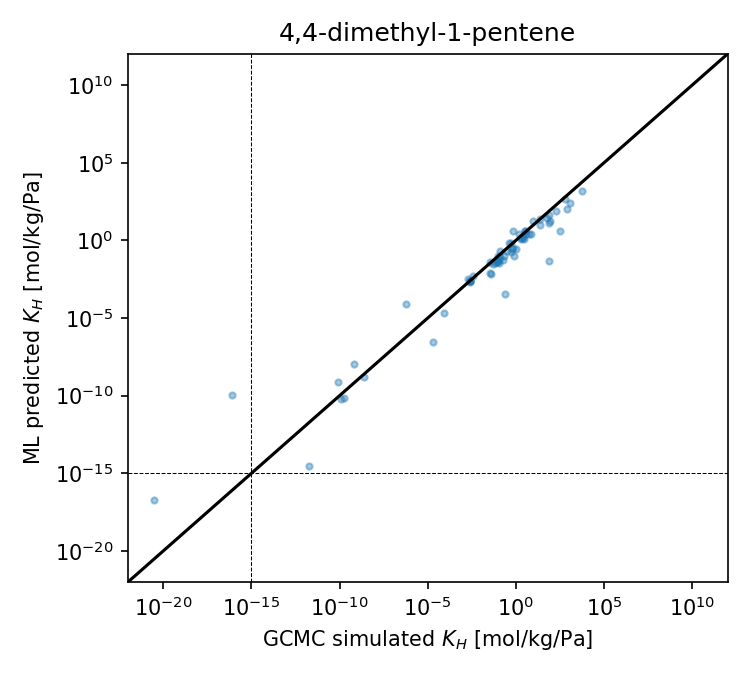 4,4-dimethyl-1-pentene
ML predicted K_H [mol/kg/Pa]
10^10
10^5
10^0
10^-5
10^-10
10^-15
10^-20
10^-20 10^-15 10^-10 10^-5 10^0 10^5 10^10
GCMC simulated K_H [mol/kg/Pa]